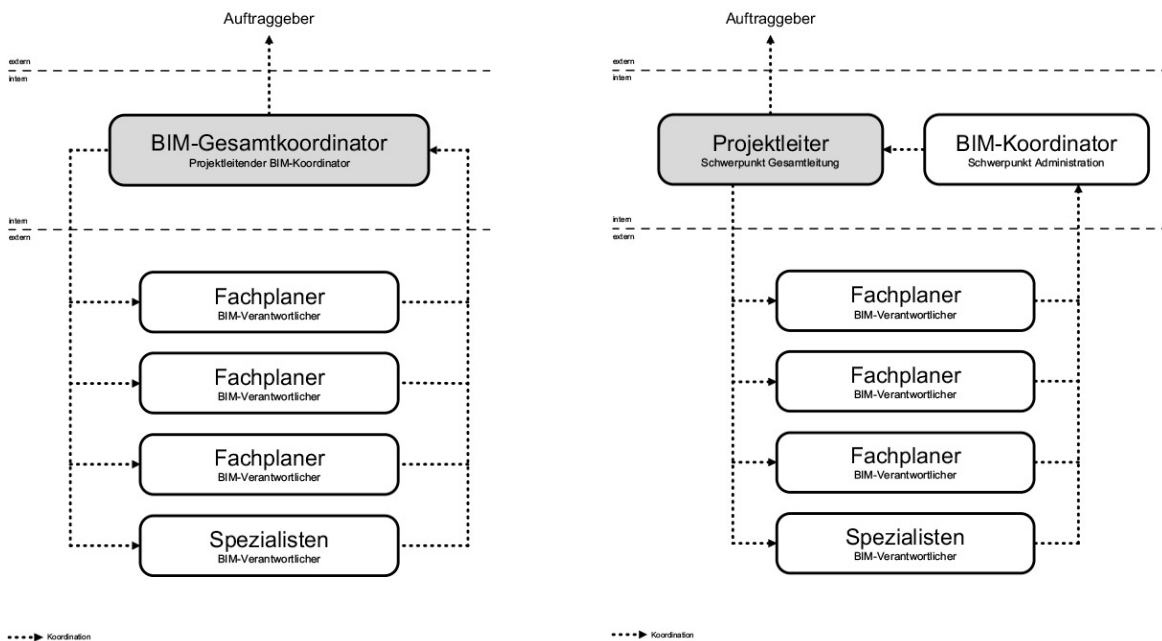 Auftraggeber
extern
intern
BIM-Gesamtkoordinator
Projektleitender BIM-Koordinator
intern
extern
Fachplaner
BIM-Verantwortlicher
Fachplaner
BIM-Verantwortlicher
Fachplaner
BIM-Verantwortlicher
Spezialisten
BIM-Verantwortlicher
Koordination
Auftraggeber
extern
intern
Projektleiter
Schwerpunkt Gesamtleitung
BIM-Koordinator
Schwerpunkt Administration
intern
extern
Fachplaner
BIM-Verantwortlicher
Fachplaner
BIM-Verantwortlicher
Fachplaner
BIM-Verantwortlicher
Spezialisten
BIM-Verantwortlicher
Koordination